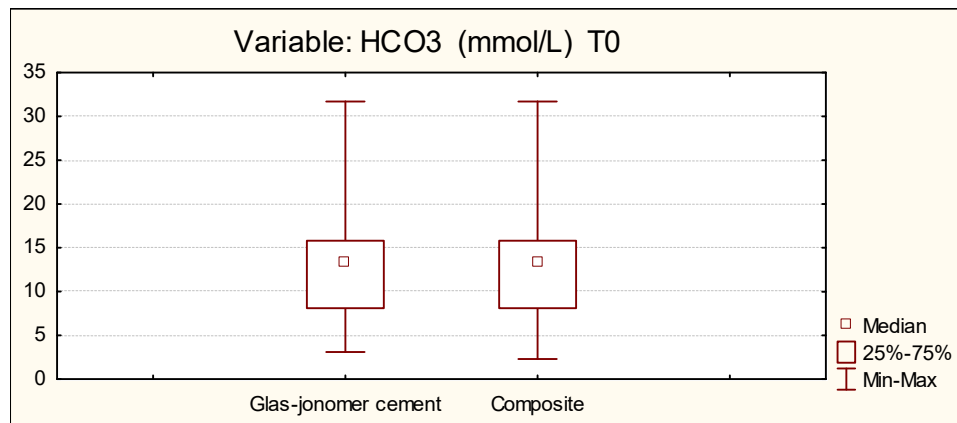 Variable: HCO3 (mmol/L) T0
35
30
25
20
15
10
5
0
Glas-jonomer cement Composite
Median
25%-75%
Min-Max